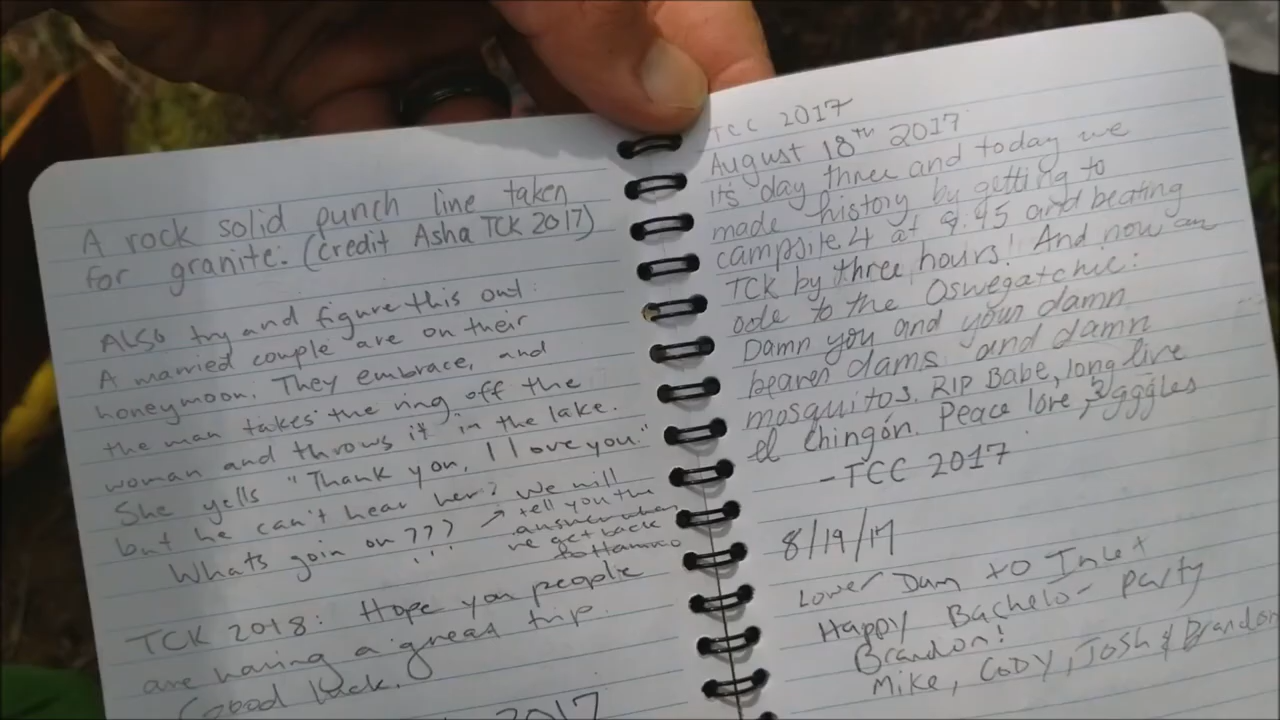 A rock solid punch line taken
for granite. (credit Asha TCK 2017)
ALSO try and figure this out:
A married couple are on their
honeymoon. They embrace, and
the man takes the ring off the
woman and throws it in the lake.
She yells "Thank you, I love you."
but he can't hear her? We will
Whats goin on??? → tell you the
answer when
we get back
to
TCK 2018: Hope you people
are having a great trip.
Good luck.
2017
TCC 2017
August 18th 2017
its day three and today we
made history by getting to
campsite 4 at 9:45 and beating
TCK by three hours! And now an
ode to the Oswegatchie:
Damn you and your damn
beaver dams and damn
mosquitos. RIP Babe, long live
el Chingón. Peace love
-TCC 2017
8/19/17
Lower Dam to Inlet
Happy Bachelor Party
Brandon!
Mike, Cody, Josh & Brandon